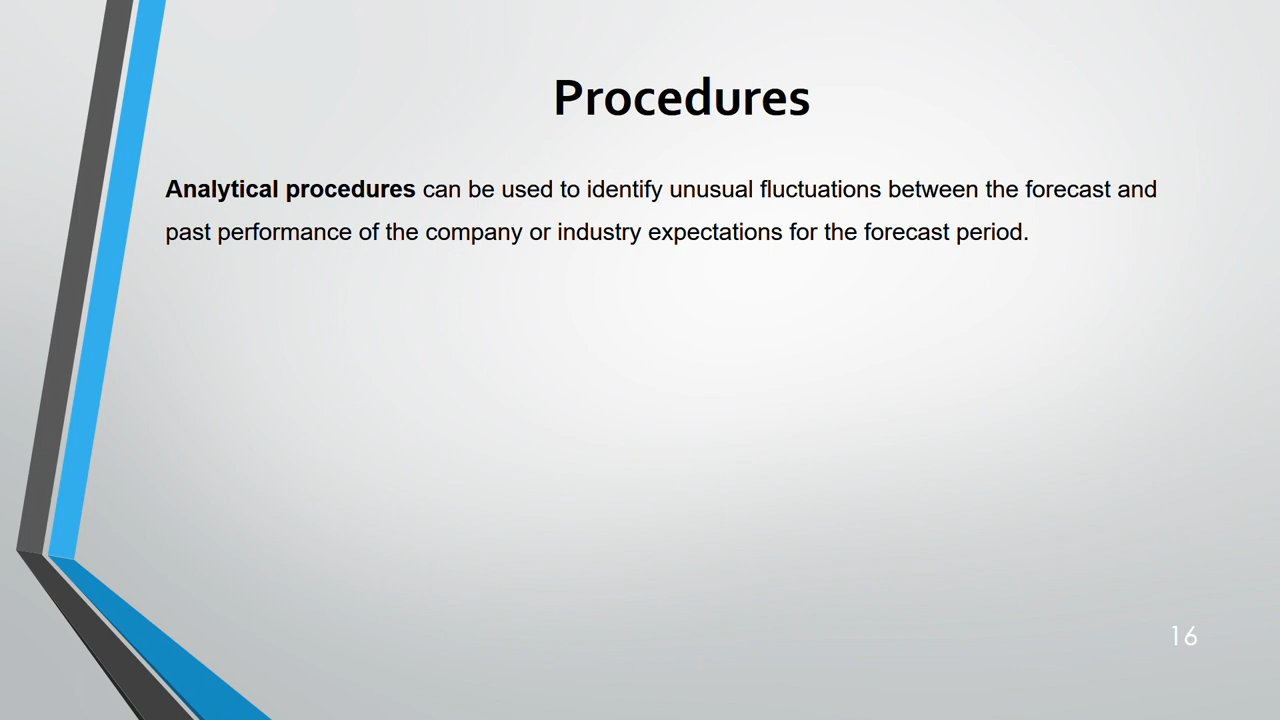 Procedures
Analytical procedures can be used to identify unusual fluctuations between the forecast and
past performance of the company or industry expectations for the forecast period.
16